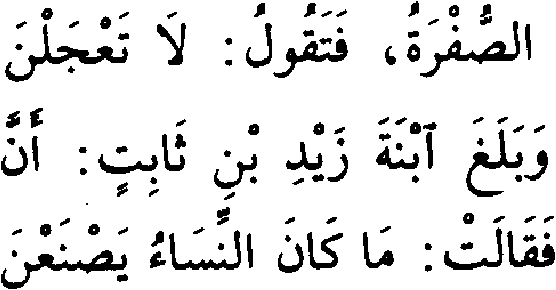 الصُّفْرَةُ، فَتَقُولُ: لَا تَعْجَلْنَ
وَبَلَغَ ٱبْنَةَ زَيْدِ بْنِ ثَابِتٍ: أَنَّ
فَقَالَتْ: مَا كَانَ النِّسَاءُ يَصْنَعْنَ